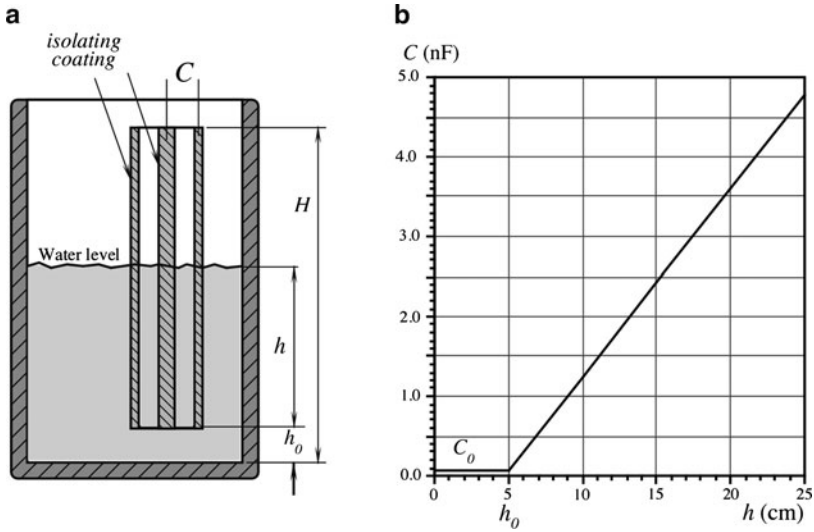 a
isolating
coating
C
H
Water level
h
h0
b
C (nF)
5.0
4.0
3.0
2.0
1.0
C0
0.0
0 5 10 15 20 25
h0
h (cm)